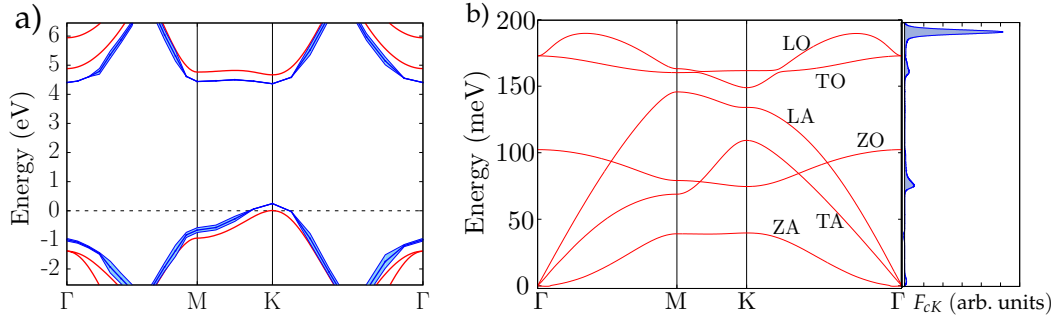 a)
6
5
4
3
2
1
0
-1
-2
Energy (eV)
Γ
M
K
Γ
b)
200
150
100
50
0
Energy (meV)
LO
TO
LA
ZO
TA
ZA
Γ
M
K
Γ
F_cK (arb. units)